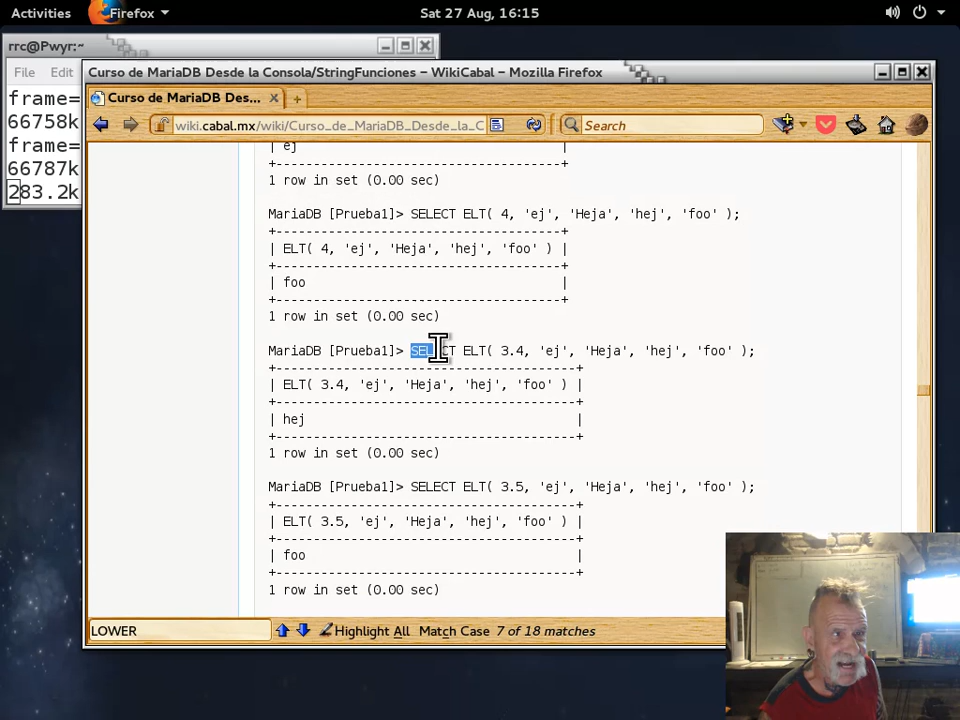 Activities Firefox Sat 27 Aug, 16:15
rrc@Pwyr:~
File Edit
frame=
66758k
frame=
66787k
283.2k
Curso de MariaDB Desde la Consola/StringFunciones – WikiCabal – Mozilla Firefox
Curso de MariaDB Des...
wiki.cabal.mx/wiki/Curso_de_MariaDB_Desde_la_C
Search
| ej |
+--------------------------------------+
1 row in set (0.00 sec)
MariaDB [Prueba1]> SELECT ELT( 4, 'ej', 'Heja', 'hej', 'foo' );
+--------------------------------------+
| ELT( 4, 'ej', 'Heja', 'hej', 'foo' ) |
+--------------------------------------+
| foo |
+--------------------------------------+
1 row in set (0.00 sec)
MariaDB [Prueba1]> SELECT ELT( 3.4, 'ej', 'Heja', 'hej', 'foo' );
+----------------------------------------+
| ELT( 3.4, 'ej', 'Heja', 'hej', 'foo' ) |
+----------------------------------------+
| hej |
+----------------------------------------+
1 row in set (0.00 sec)
MariaDB [Prueba1]> SELECT ELT( 3.5, 'ej', 'Heja', 'hej', 'foo' );
+----------------------------------------+
| ELT( 3.5, 'ej', 'Heja', 'hej', 'foo' ) |
+----------------------------------------+
| foo |
+----------------------------------------+
1 row in set (0.00 sec)
LOWER Highlight All Match Case 7 of 18 matches